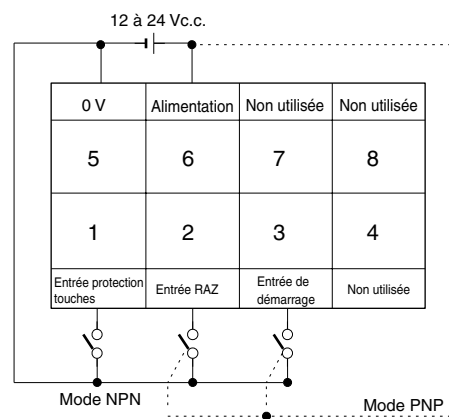 12 à 24 Vc.c.
0 V Alimentation Non utilisée Non utilisée
5 6 7 8
1 2 3 4
Entrée protection touches Entrée RAZ Entrée de démarrage Non utilisée
Mode NPN Mode PNP